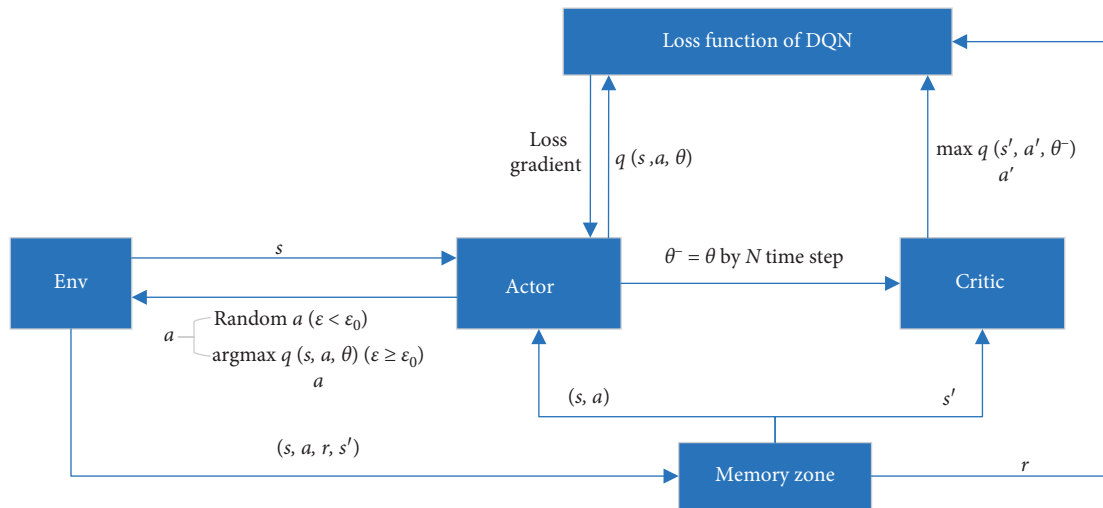 Loss function of DQN
Loss
gradient
q (s ,a, θ)
max q (s′, a′, θ⁻)
a′
Env
s
Actor
θ⁻ = θ by N time step
Critic
a
Random a (ε < ε₀)
argmax q (s, a, θ) (ε ≥ ε₀)
a
(s, a)
s′
(s, a, r, s′)
Memory zone
r